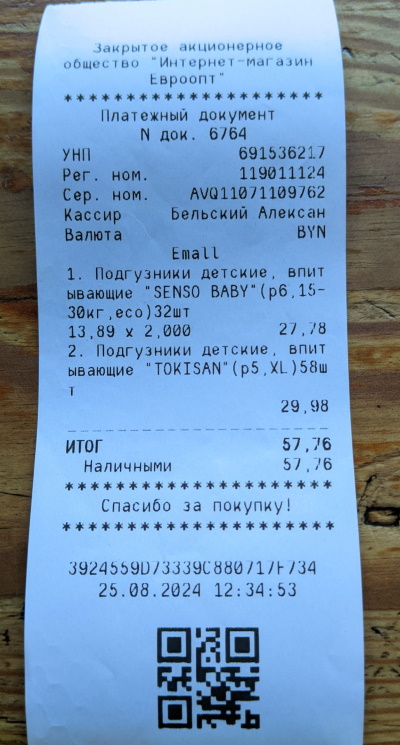 Закрытое акционерное
общество "Интернет-магазин
Евроопт"
**********************
Платежный документ
N док. 6764
УНП 691536217
Рег. ном. 119011124
Сер. ном. AVQ11071109762
Кассир Бельский Алексан
Валюта BYN
Emall
1. Подгузники детские, впит
ывающие "SENSO BABY"(р6,15-
30кг,eco)32шт
13,89 x 2,000 27,78
2. Подгузники детские, впит
ывающие "TOKISAN"(р5,XL)58ш
т
29,98
ИТОГ 57,76
Наличными 57,76
**********************
Спасибо за покупку!
**********************
3924559D73339C880717F734
25.08.2024 12:34:53